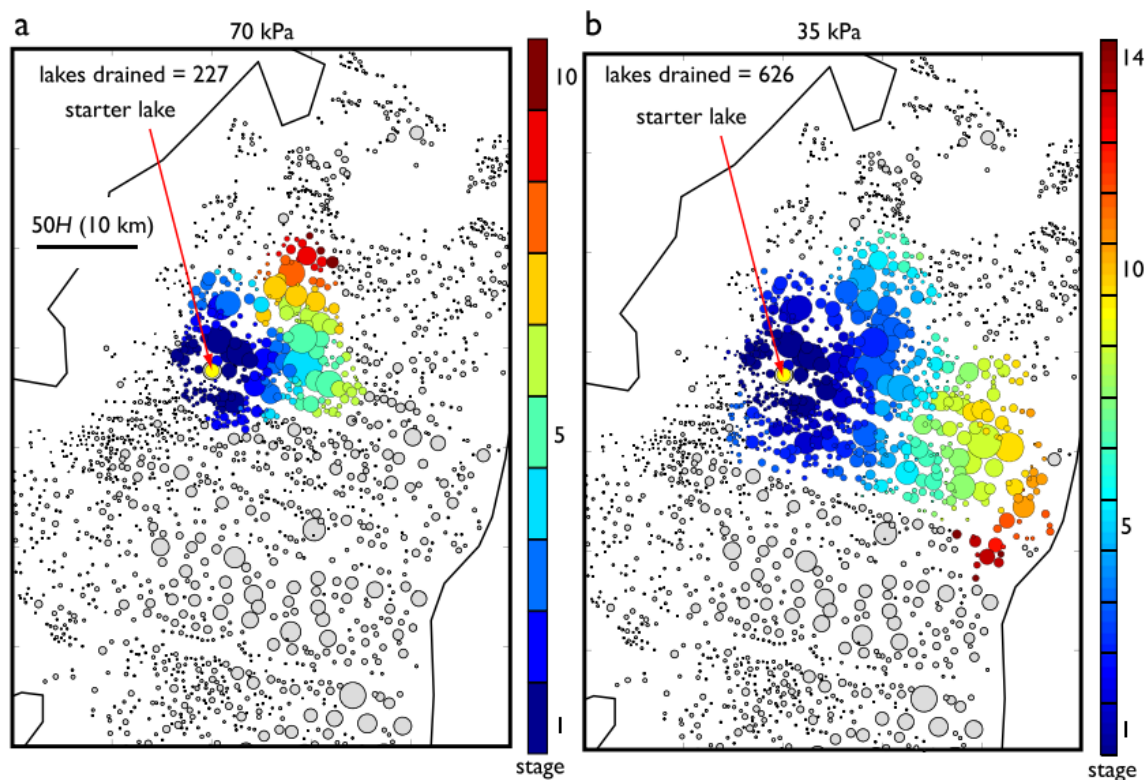 a
70 kPa
lakes drained = 227
starter lake
50H (10 km)
10
5
1
stage
b
35 kPa
lakes drained = 626
starter lake
14
10
5
1
stage